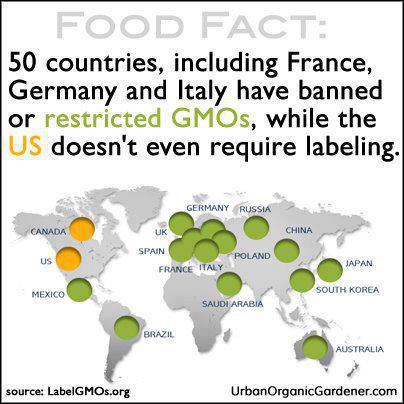 FOOD FACT:
50 countries, including France,
Germany and Italy have banned
or restricted GMOs, while the
US doesn't even require labeling.
GERMANY
RUSSIA
CANADA
UK
CHINA
US
SPAIN
POLAND
JAPAN
FRANCE
ITALY
MEXICO
SAUDI ARABIA
SOUTH KOREA
BRAZIL
AUSTRALIA
source: LabelGMOs.org
UrbanOrganicGardener.com